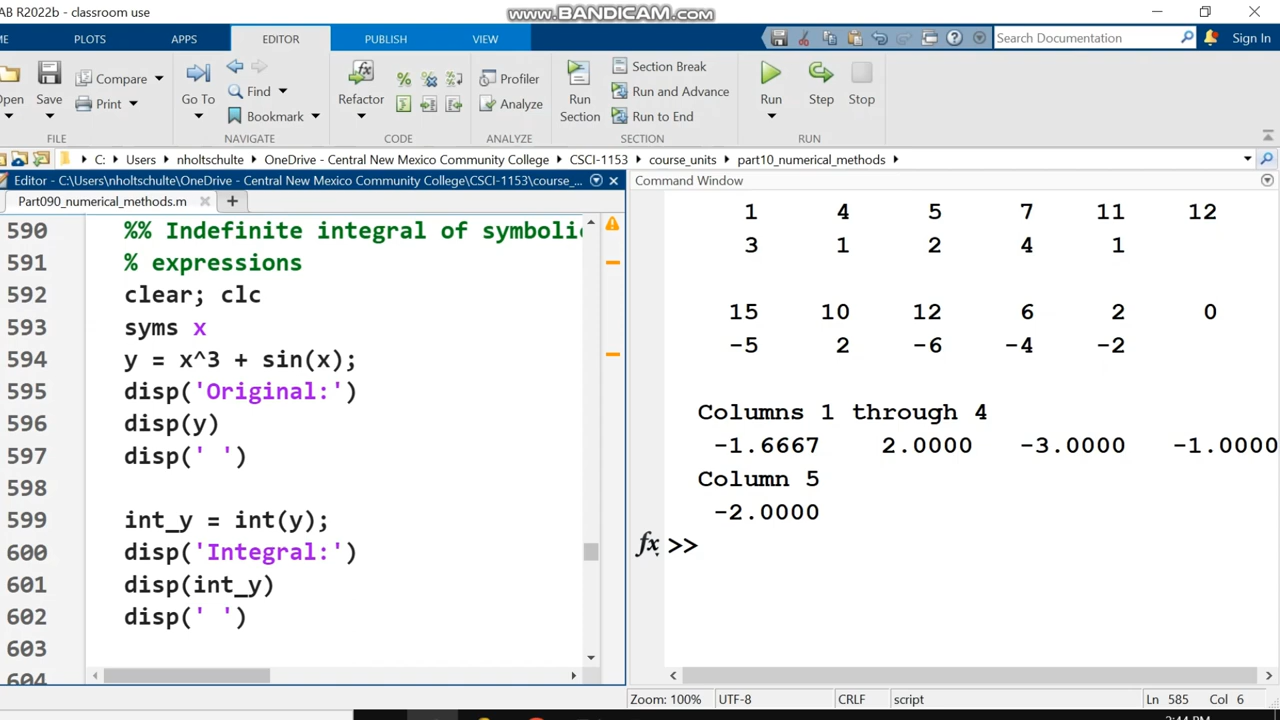 AB R2022b - classroom use
www.BANDICAM.com
ME PLOTS APPS EDITOR PUBLISH VIEW
Search Documentation
Sign In
Open Save Compare Print
Go To Find Bookmark
Refactor
Profiler Analyze
Run Section
Section Break
Run and Advance
Run to End
Run Step Stop
FILE NAVIGATE CODE ANALYZE SECTION RUN
C: Users nholtschulte OneDrive - Central New Mexico Community College CSCI-1153 course_units part10_numerical_methods
Editor - C:\Users\nholtschulte\OneDrive - Central New Mexico Community College\CSCI-1153\course_...
Part090_numerical_methods.m
590 %% Indefinite integral of symboli
591 % expressions
592 clear; clc
593 syms x
594 y = x^3 + sin(x);
595 disp('Original:')
596 disp(y)
597 disp(' ')
598
599 int_y = int(y);
600 disp('Integral:')
601 disp(int_y)
602 disp(' ')
603
604
Command Window
1 4 5 7 11 12
3 1 2 4 1
15 10 12 6 2 0
-5 2 -6 -4 -2
Columns 1 through 4
-1.6667 2.0000 -3.0000 -1.0000
Column 5
-2.0000
fx >>
Zoom: 100% UTF-8 CRLF script Ln 585 Col 6
2:44 PM